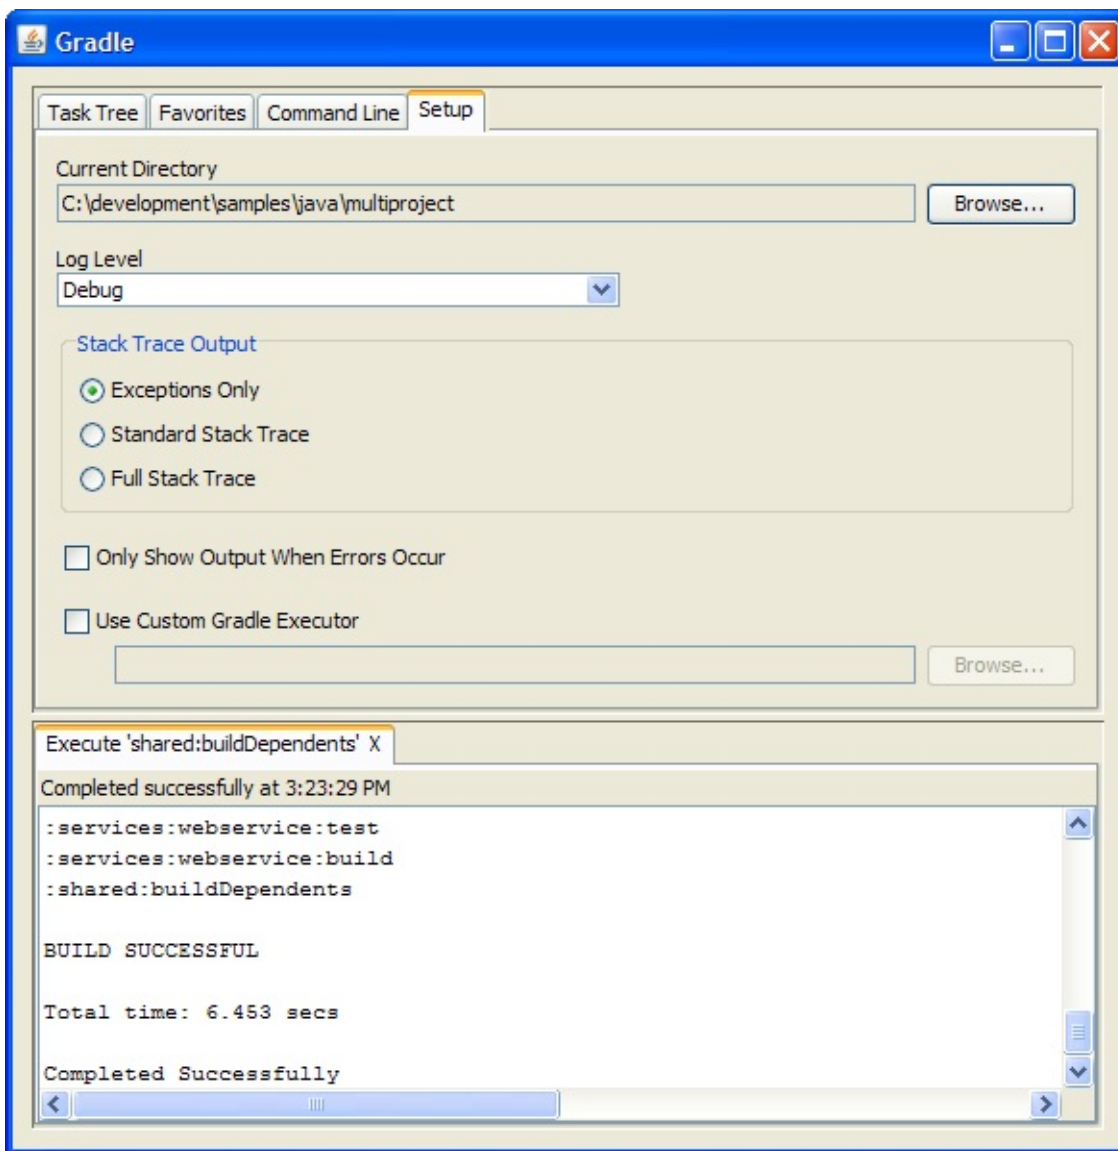 Gradle
Task Tree Favorites Command Line Setup
Current Directory
C:\development\samples\java\multiproject Browse...
Log Level
Debug
Stack Trace Output
Exceptions Only
Standard Stack Trace
Full Stack Trace
Only Show Output When Errors Occur
Use Custom Gradle Executor
Browse...
Execute 'shared:buildDependents' X
Completed successfully at 3:23:29 PM
:services:webservice:test
:services:webservice:build
:shared:buildDependents
BUILD SUCCESSFUL
Total time: 6.453 secs
Completed Successfully